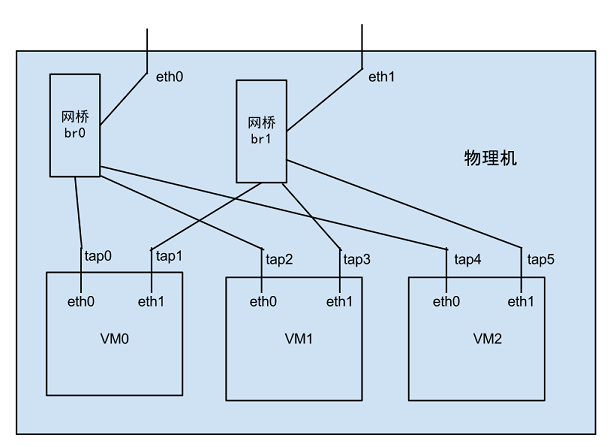 eth0
eth1
网桥
br0
网桥
br1
物理机
tap0
tap1
tap2
tap3
tap4
tap5
eth0
eth1
eth0
eth1
eth0
eth1
VM0
VM1
VM2